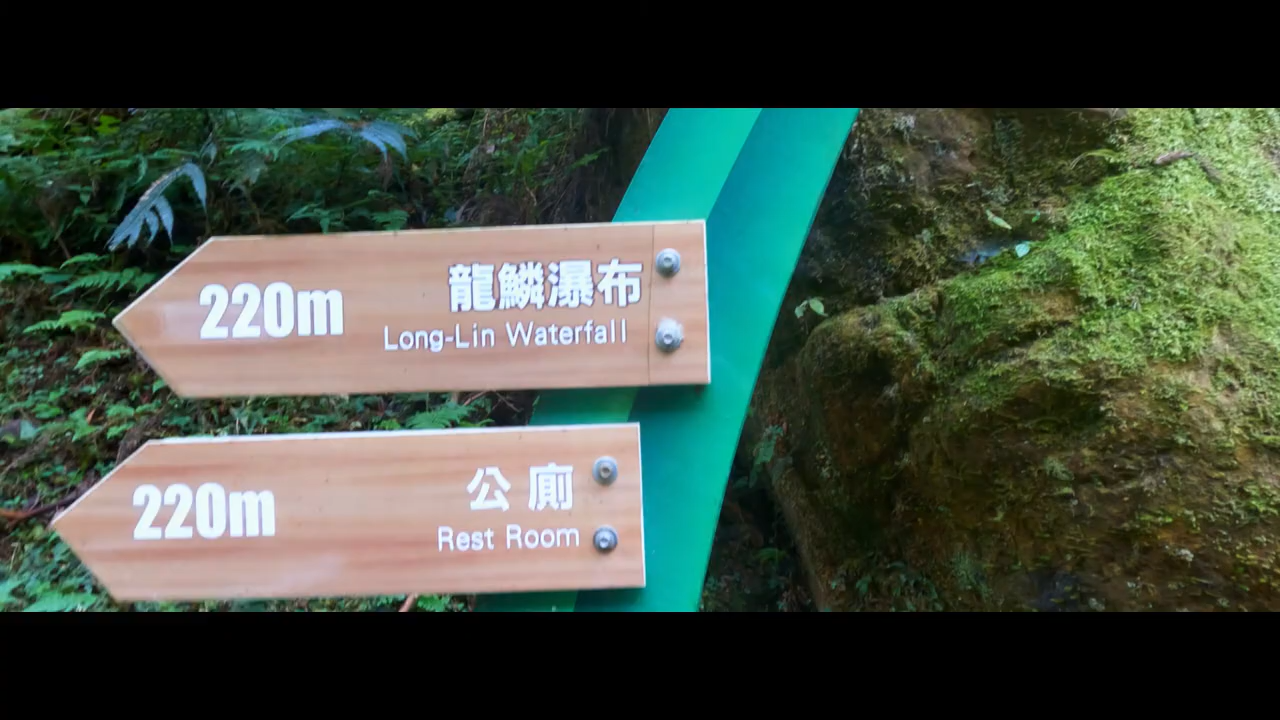 龍鱗瀑布
220m
Long-Lin Waterfall
公廁
220m
Rest Room